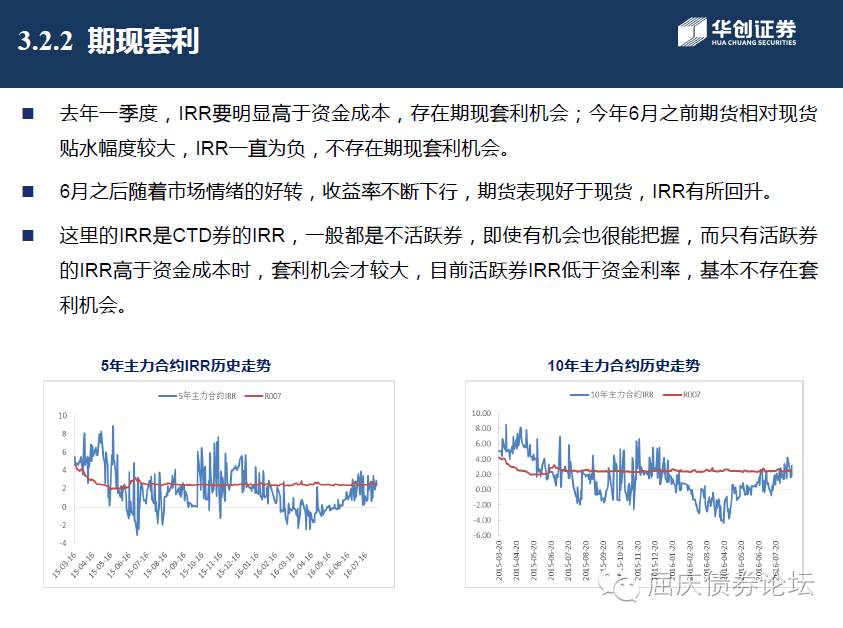 3.2.2 期现套利
华创证券
HUA CHUANG SECURITIES
■ 去年一季度，IRR要明显高于资金成本，存在期现套利机会；今年6月之前期货相对现货
贴水幅度较大，IRR一直为负，不存在期现套利机会。
■ 6月之后随着市场情绪的好转，收益率不断下行，期货表现好于现货，IRR有所回升。
■ 这里的IRR是CTD券的IRR，一般都是不活跃券，即使有机会也很能把握，而只有活跃券
的IRR高于资金成本时，套利机会才较大，目前活跃券IRR低于资金利率，基本不存在套
利机会。
5年主力合约IRR历史走势
5年主力合约IRR R007
10
8
6
4
2
0
-2
-4
15-03-16 15-04-16 15-05-16 15-06-16 15-07-16 15-08-16 15-09-16 15-10-16 15-11-16 15-12-16 16-01-16 16-02-16 16-03-16 16-04-16 16-05-16 16-06-16 16-07-16
10年主力合约历史走势
10年主力合约IRR R007
10.00
8.00
6.00
4.00
2.00
0.00
-2.00
-4.00
-6.00
2015-03-20 2015-04-20 2015-05-20 2015-06-20 2015-07-20 2015-08-20 2015-09-20 2015-10-20 2015-11-20 2015-12-20 2016-01-20 2016-02-20 2016-03-20 2016-04-20 2016-05-20 2016-06-20 2016-07-20
屈庆债券论坛